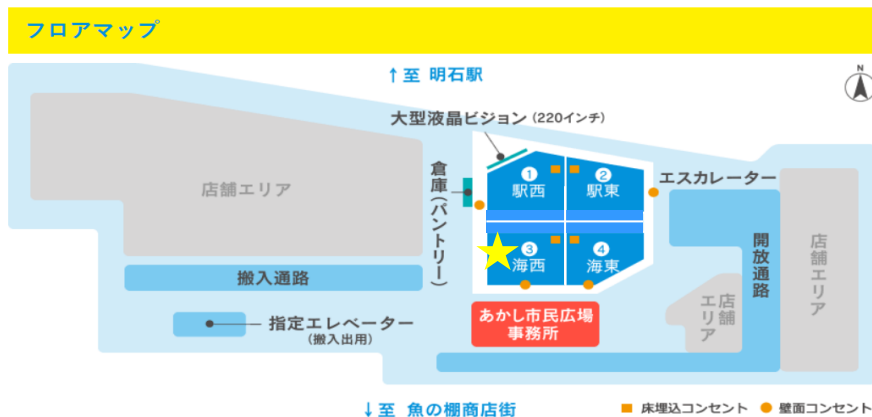 フロアマップ
↑至 明石駅
N
大型液晶ビジョン(220インチ)
倉庫(パントリー)
①
駅西
②
駅東
エスカレーター
店舗エリア
③
海西
④
海東
開放通路
店舗エリア
搬入通路
あかし市民広場
事務所
店舗エリア
指定エレベーター
(搬入出用)
↓至 魚の棚商店街
床埋込コンセント 壁面コンセント